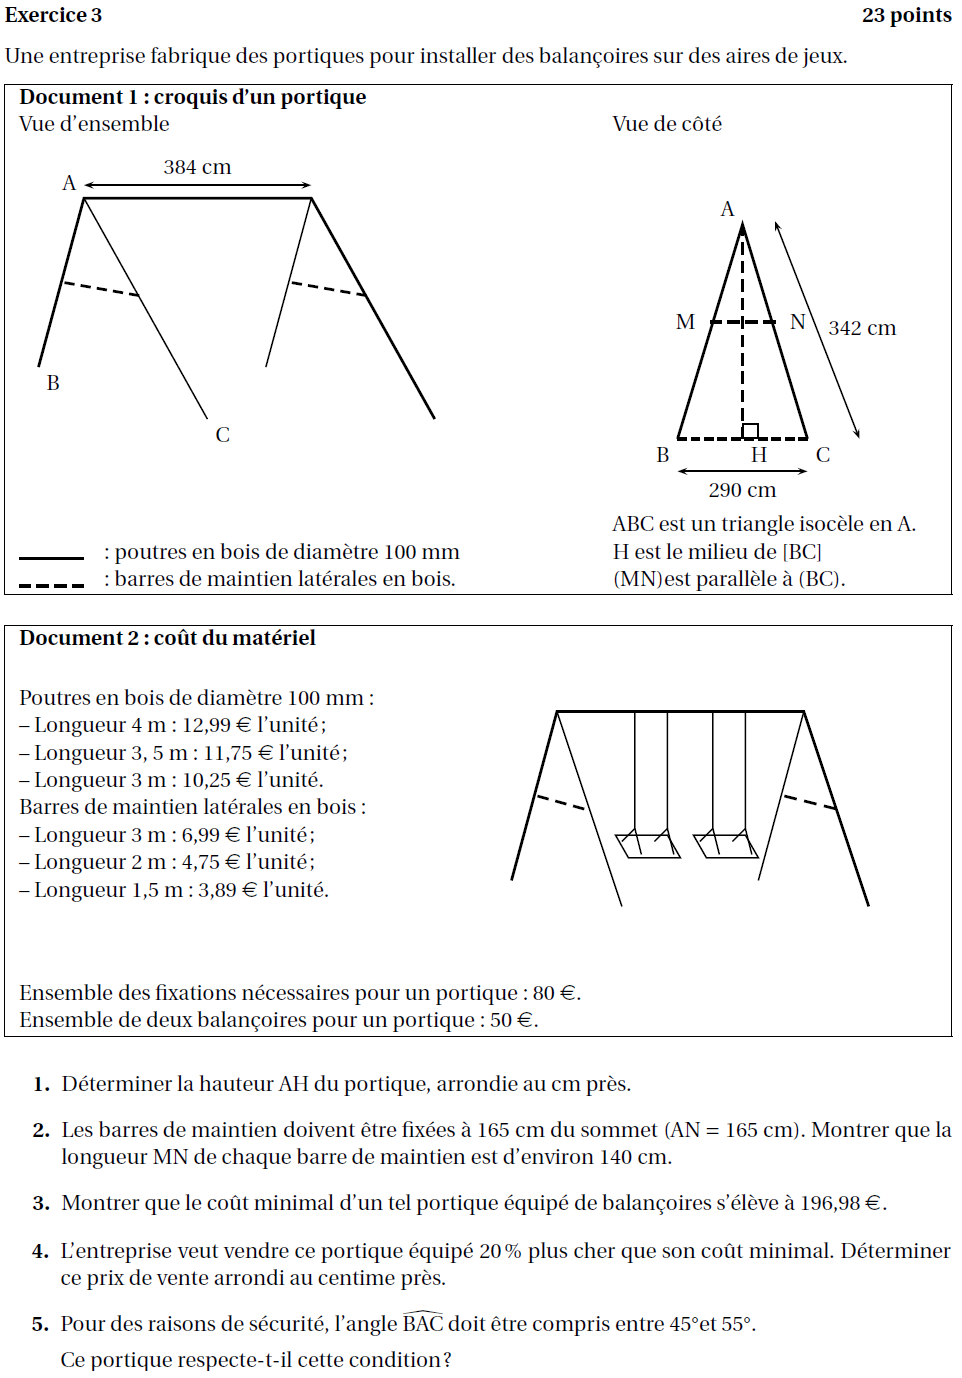 Exercice 3 23 points
Une entreprise fabrique des portiques pour installer des balançoires sur des aires de jeux.
Document 1 : croquis d'un portique
Vue d'ensemble Vue de côté
384 cm
A
B
C
A
M N 342 cm
B H C
290 cm
ABC est un triangle isocèle en A.
: poutres en bois de diamètre 100 mm H est le milieu de [BC]
: barres de maintien latérales en bois. (MN)est parallèle à (BC).
Document 2 : coût du matériel
Poutres en bois de diamètre 100 mm :
– Longueur 4 m : 12,99 € l'unité;
– Longueur 3, 5 m : 11,75 € l'unité;
– Longueur 3 m : 10,25 € l'unité.
Barres de maintien latérales en bois :
– Longueur 3 m : 6,99 € l'unité;
– Longueur 2 m : 4,75 € l'unité;
– Longueur 1,5 m : 3,89 € l'unité.
Ensemble des fixations nécessaires pour un portique : 80 €.
Ensemble de deux balançoires pour un portique : 50 €.
1. Déterminer la hauteur AH du portique, arrondie au cm près.
2. Les barres de maintien doivent être fixées à 165 cm du sommet (AN = 165 cm). Montrer que la
longueur MN de chaque barre de maintien est d'environ 140 cm.
3. Montrer que le coût minimal d'un tel portique équipé de balançoires s'élève à 196,98 €.
4. L'entreprise veut vendre ce portique équipé 20 % plus cher que son coût minimal. Déterminer
ce prix de vente arrondi au centime près.
5. Pour des raisons de sécurité, l'angle BAC doit être compris entre 45°et 55°.
Ce portique respecte-t-il cette condition?